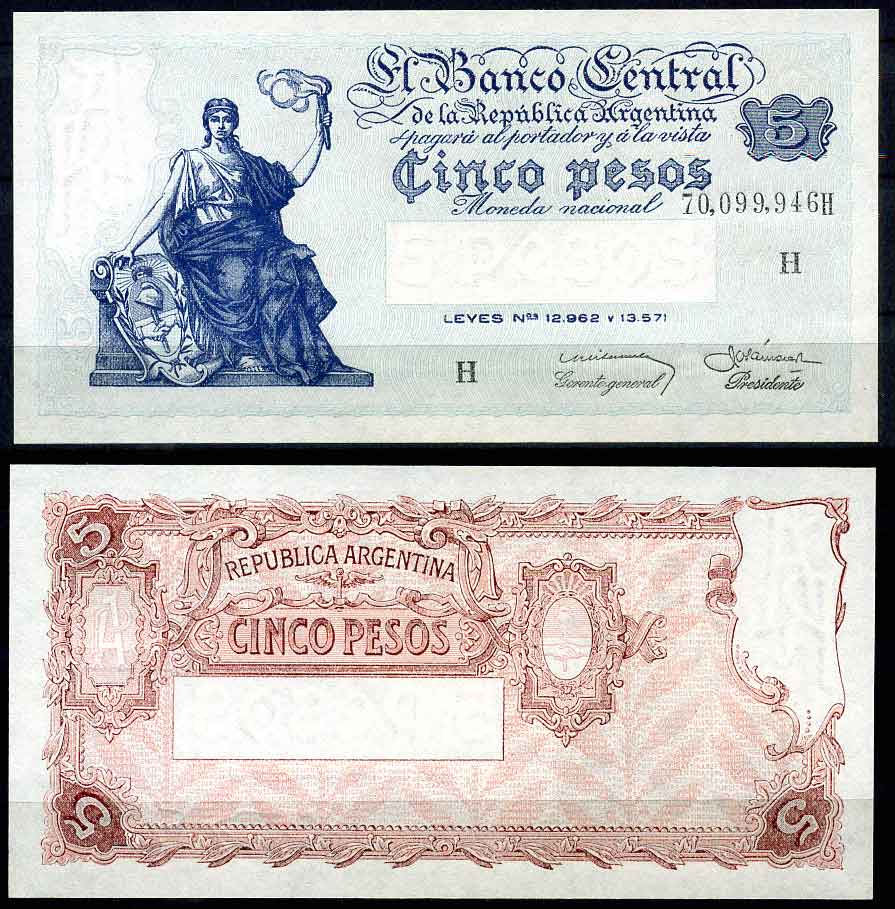 El Banco Central
de la República Argentina
pagará al portador y á la vista
5
Cinco pesos
Moneda nacional
70,099,946H
H
LEYES Nos 12.962 y 13.571
H
Gerente general
Presidente
5
REPUBLICA ARGENTINA
CINCO PESOS
5
5